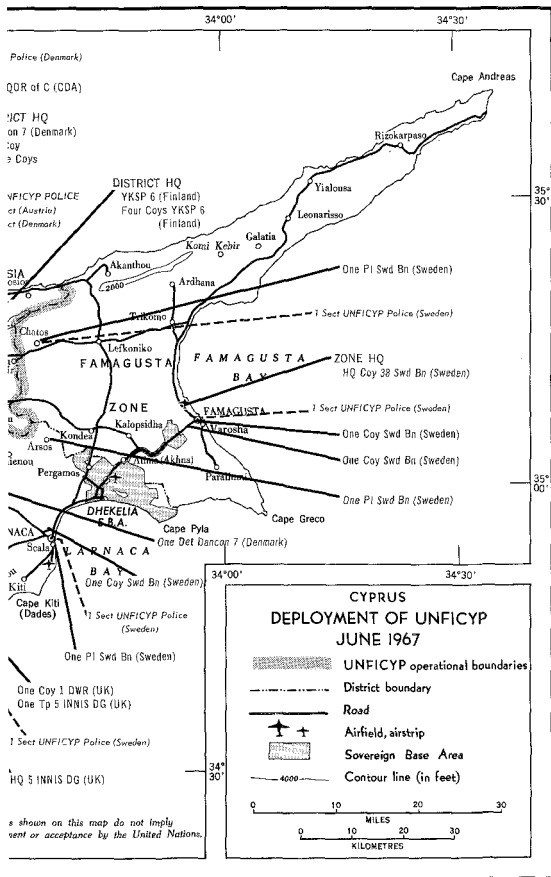 34°00'
34°30'
Police (Denmark)
Cape Andreas
QOR of C (CDA)
HQ
7 (Denmark)
Coys
Rizokarpaso
DISTRICT HQ
YKSP 6 (Finland)
Four Coys YKSP 6
(Finland)
UNFICYP POLICE
(Austria)
(Denmark)
35°
30'
Yialousa
Leonarisso
Galatia
Komi Kebir
Akanthou
2000
Ardhana
One Pl Swd Bn (Sweden)
Trikomo
1 Sect UNFICYP Police (Sweden)
Chatos
Lefkoniko
FAMAGUSTA
FAMAGUSTA
BAY
ZONE HQ
HQ Coy 38 Swd Bn (Sweden)
ZONE
Kalopsidha
FAMAGUSTA
Varosha
1 Sect UNFICYP Police (Sweden)
Kondea
One Coy Swd Bn (Sweden)
Arsos
Athna (Akhna)
One Coy Swd Bn (Sweden)
Pergamos
Paralimni
35°
00'
One Pl Swd Bn (Sweden)
DHEKELIA
S.B.A.
Cape Pyla
Cape Greco
One Det Dancon 7 (Denmark)
Scala
LARNACA
BAY
One Coy Swd Bn (Sweden)
Kiti
Cape Kiti
(Dades)
1 Sect UNFICYP Police
(Sweden)
One Pl Swd Bn (Sweden)
One Coy 1 DWR (UK)
One Tp 5 INNIS DG (UK)
1 Sect UNFICYP Police (Sweden)
HQ 5 INNIS DG (UK)
34°
30'
34°00'
34°30'
CYPRUS
DEPLOYMENT OF UNFICYP
JUNE 1967
UNFICYP operational boundaries
District boundary
Road
Airfield, airstrip
Sovereign Base Area
4000 Contour line (in feet)
0 10 20 30
MILES
0 10 20 30
KILOMETRES
shown on this map do not imply
or acceptance by the United Nations.